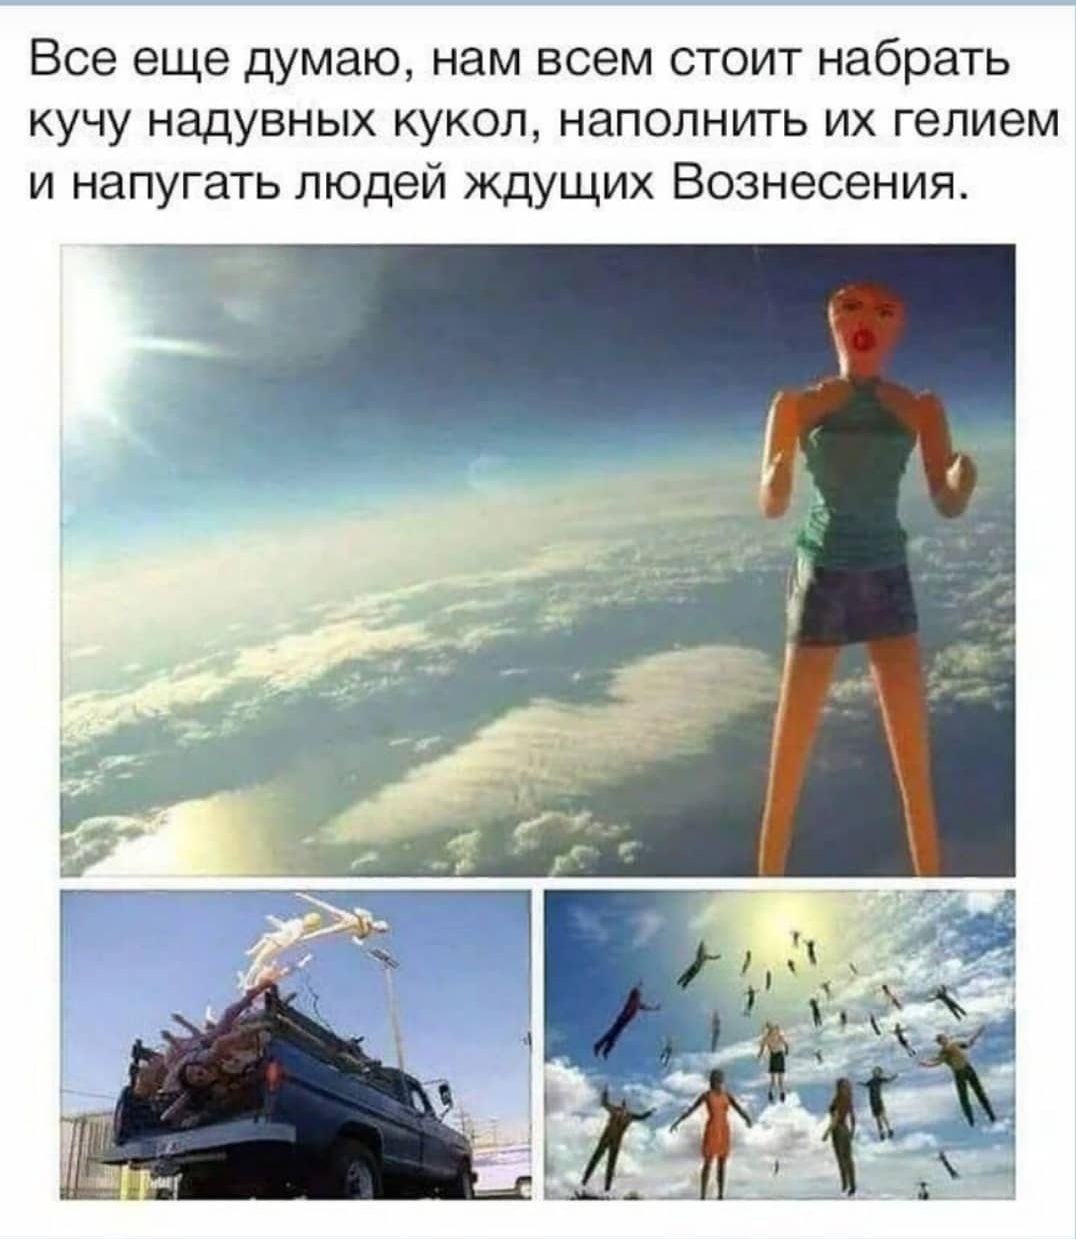 Все еще думаю, нам всем стоит набрать
кучу надувных кукол, наполнить их гелием
и напугать людей ждущих Вознесения.